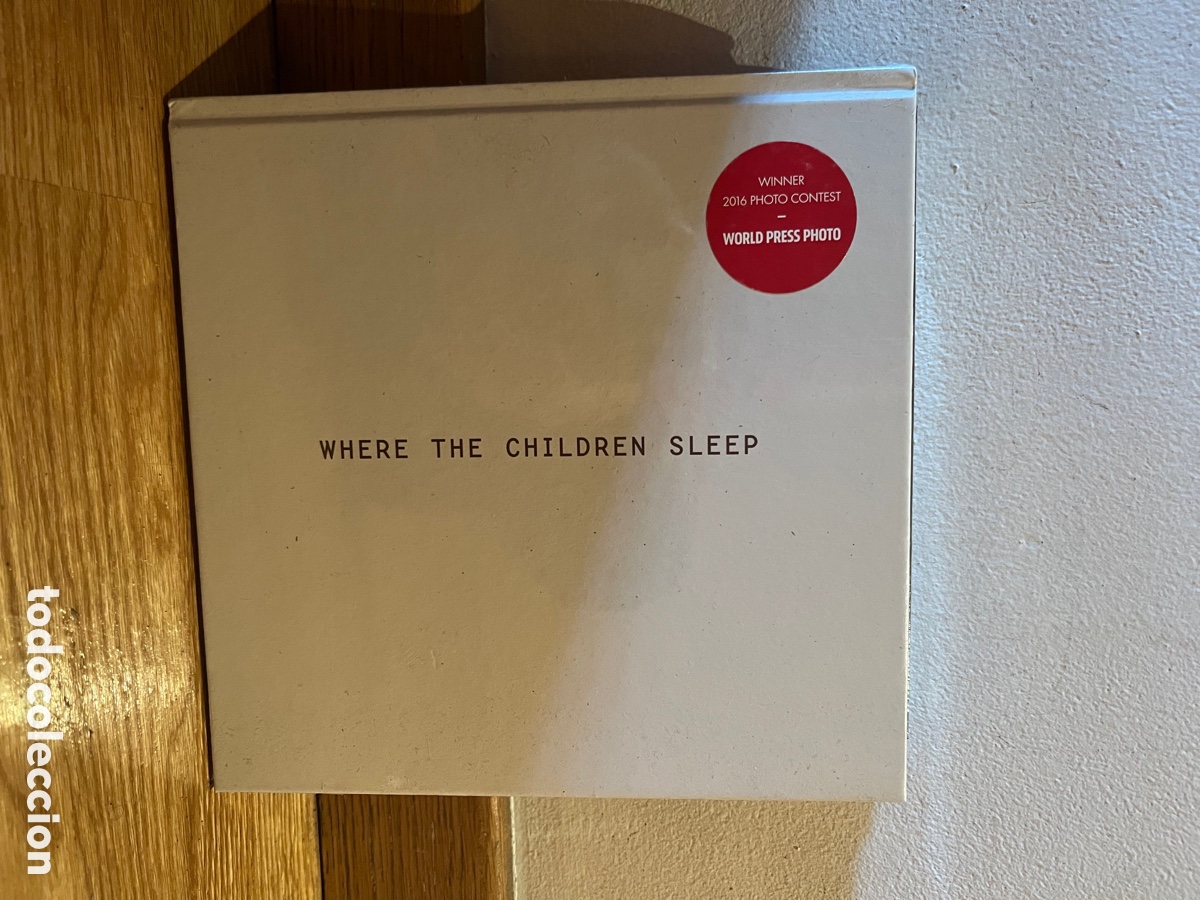 WINNER
2016 PHOTO CONTEST
–
WORLD PRESS PHOTO
WHERE THE CHILDREN SLEEP
todocoleccion